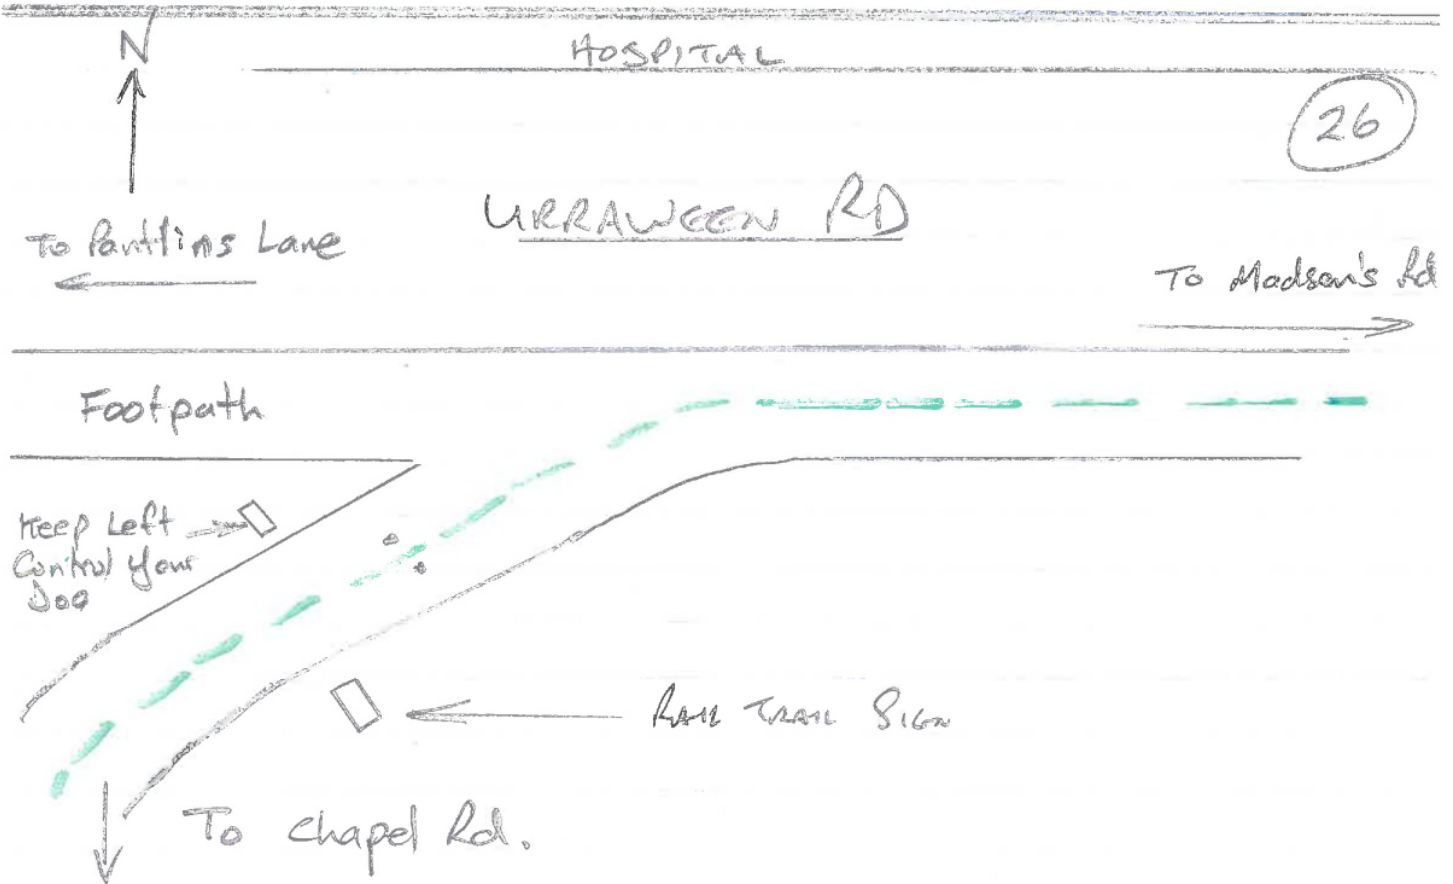 N
HOSPITAL
26
URRAWEEN RD
To Pantlins Lane
To Madsen's Rd
Footpath
Keep Left
Control Your
Dog
RAIL TRAIL SIGN
To Chapel Rd.